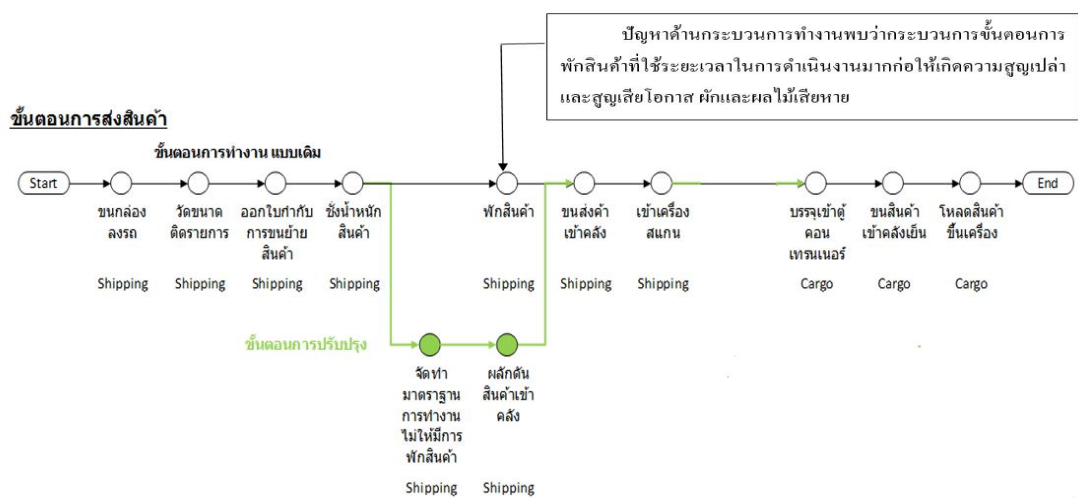 ปัญหาด้านกระบวนการทำงานพบว่ากระบวนการขั้นตอนการ
พักสินค้าที่ใช้ระยะเวลาในการดำเนินงานมากก่อให้เกิดความสูญเปล่า
และสูญเสียโอกาส ผักและผลไม้เสียหาย
ขั้นตอนการส่งสินค้า
ขั้นตอนการทำงาน แบบเดิม
Start
End
ขนกล่อง
ลงรถ
Shipping
วัดขนาด
ติดรายการ
Shipping
ออกใบกำกับ
การขนย้าย
สินค้า
Shipping
ชั่งน้ำหนัก
สินค้า
Shipping
พักสินค้า
Shipping
ขนส่งค้า
เข้าคลัง
Shipping
เข้าเครื่อง
สแกน
Shipping
บรรจุเข้าตู้
คอน
เทรนเนอร์
Cargo
ขนสินค้า
เข้าคลังเย็น
Cargo
โหลดสินค้า
ขึ้นเครื่อง
Cargo
ขั้นตอนการปรับปรุง
จัดทำ
มาตราฐาน
การทำงาน
ไม่ให้มีการ
พักสินค้า
Shipping
ผลักดัน
สินค้าเข้า
คลัง
Shipping